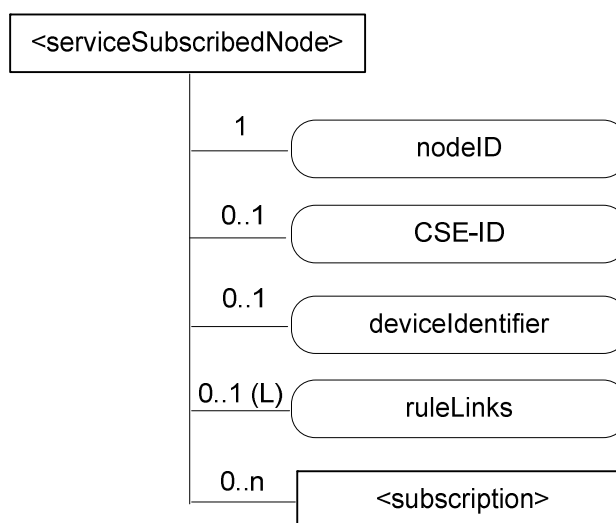 <serviceSubscribedNode>
1
nodeID
0..1
CSE-ID
0..1
deviceIdentifier
0..1 (L)
ruleLinks
0..n
<subscription>